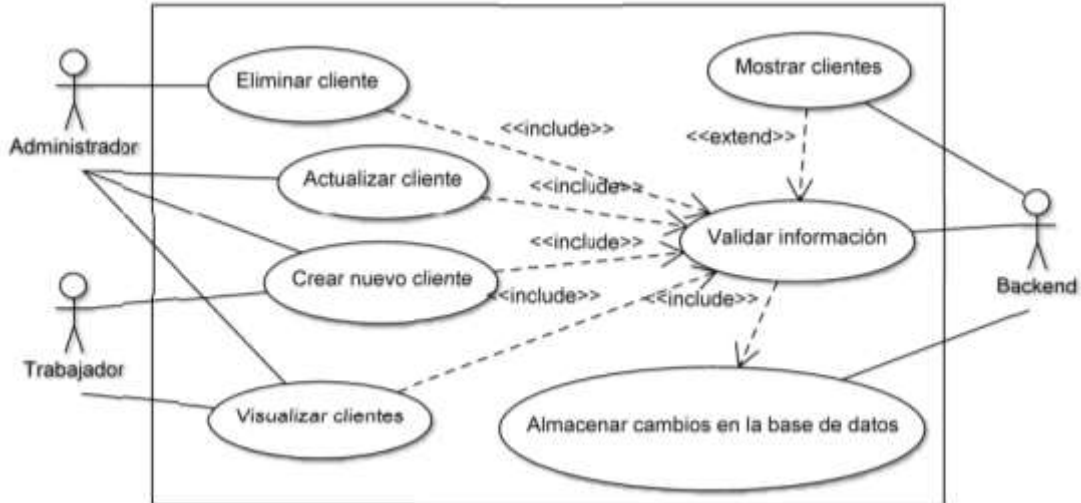 Eliminar cliente
Mostrar clientes
Administrador
<<include>>
<<extend>>
Actualizar cliente
<<include>>
Validar información
<<include>>
Crear nuevo cliente
<<include>>
<<include>>
Backend
Trabajador
Visualizar clientes
Almacenar cambios en la base de datos